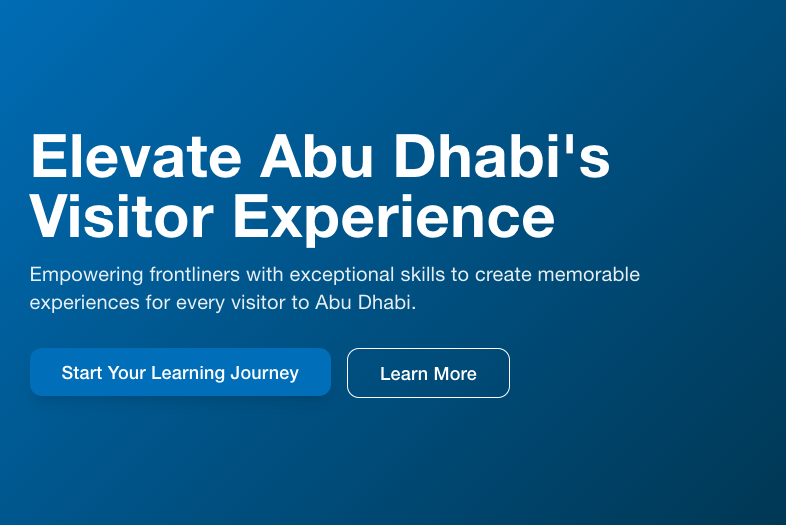 Elevate Abu Dhabi's
Visitor Experience
Empowering frontliners with exceptional skills to create memorable
experiences for every visitor to Abu Dhabi.
Start Your Learning Journey
Learn More